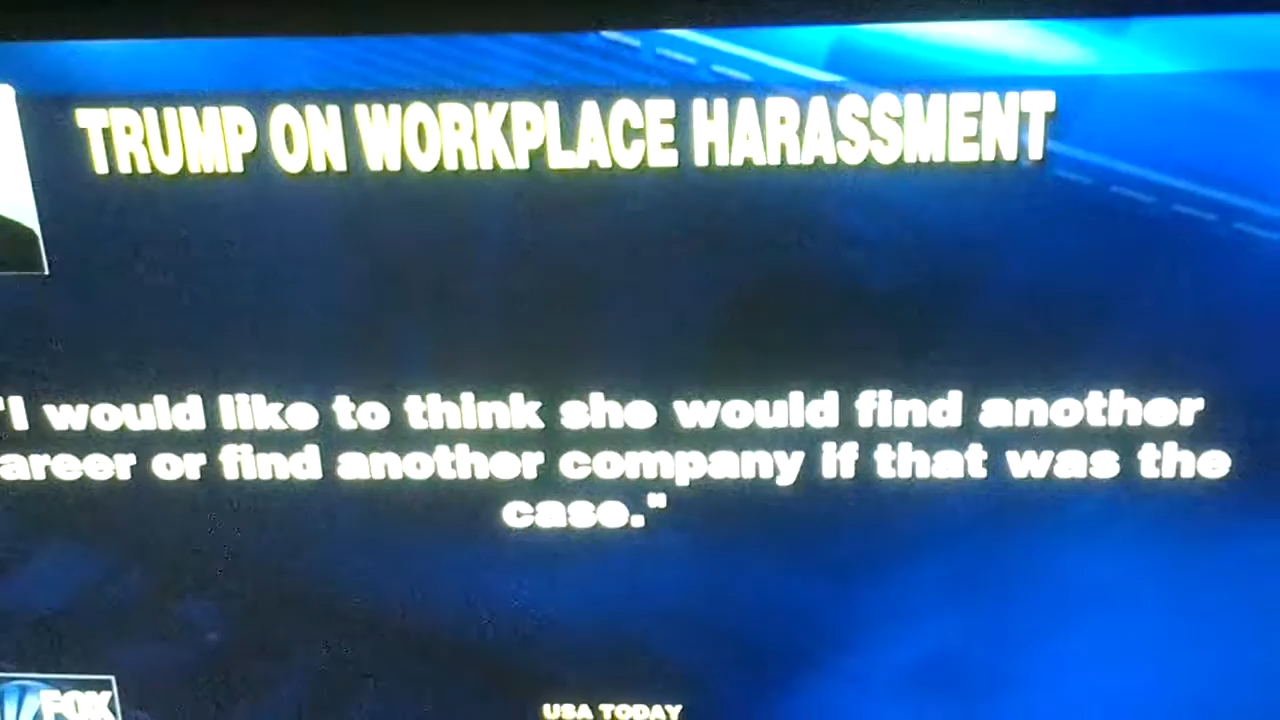 TRUMP ON WORKPLACE HARASSMENT
"I would like to think she would find another
areer or find another company if that was the
case."
FOX
USA TODAY